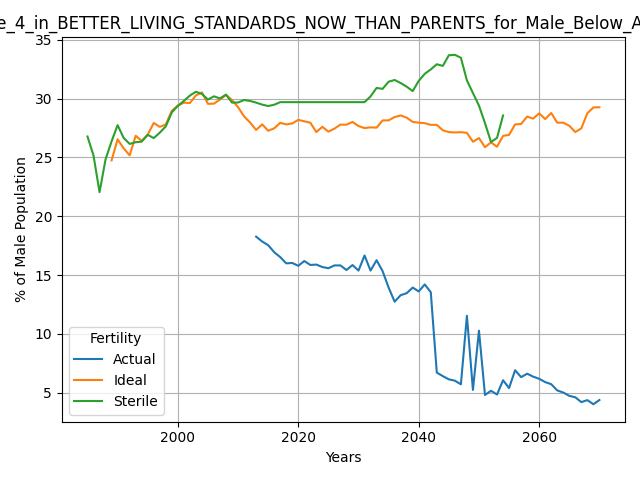 e_4_in_BETTER_LIVING_STANDARDS_NOW_THAN_PARENTS_for_Male_Below_A
35
30
25
20
15
10
5
% of Male Population
Fertility
Actual
Ideal
Sterile
2000 2020 2040 2060
Years